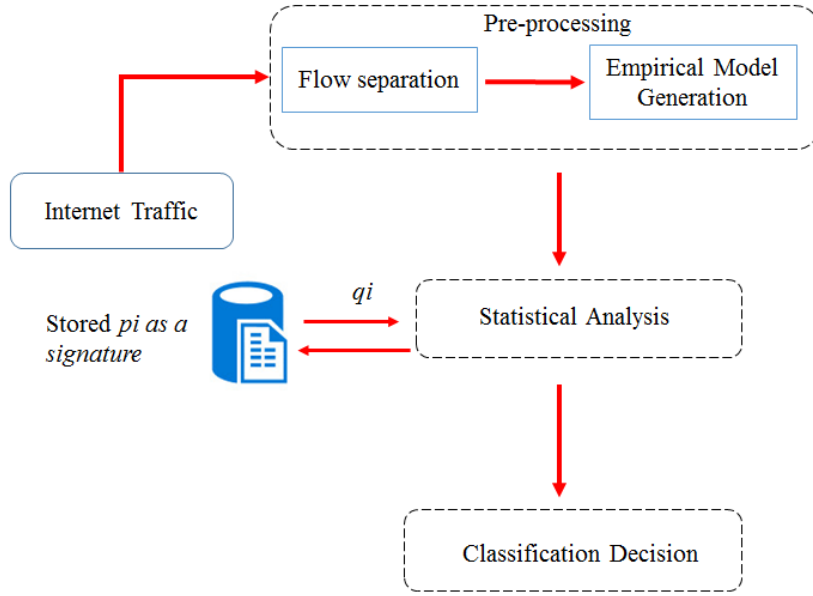 Pre-processing
Flow separation
Empirical Model
Generation
Internet Traffic
Stored pi as a
signature
qi
Statistical Analysis
Classification Decision